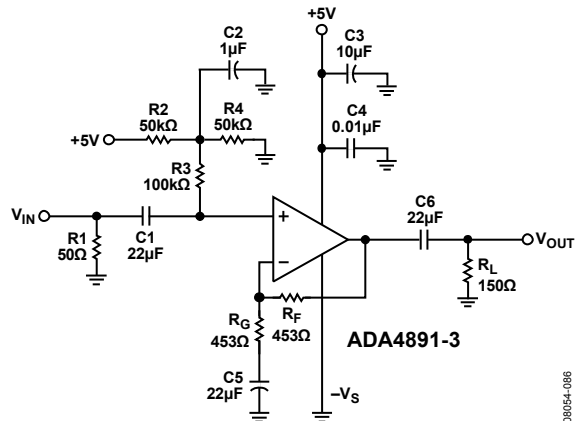 +5V
C2
1µF
C3
10µF
R2
50kΩ
R4
50kΩ
C4
0.01µF
+5V
R3
100kΩ
VIN
C1
22µF
R1
50Ω
+
−
C6
22µF
VOUT
RL
150Ω
RF
453Ω
RG
453Ω
ADA4891-3
C5
22µF
–VS
08054-086